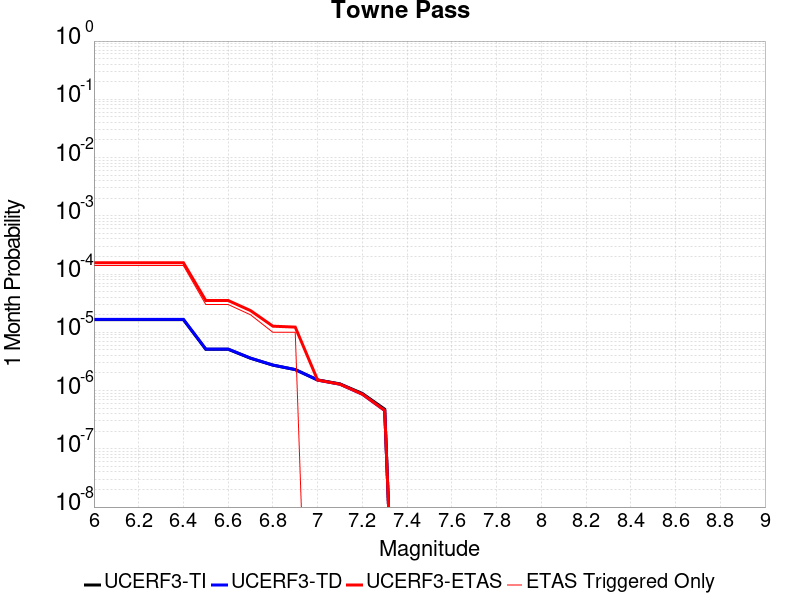 Towne Pass
1 Month Probability
10^0
10^-1
10^-2
10^-3
10^-4
10^-5
10^-6
10^-7
10^-8
6 6.2 6.4 6.6 6.8 7 7.2 7.4 7.6 7.8 8 8.2 8.4 8.6 8.8 9
Magnitude
UCERF3-TI UCERF3-TD UCERF3-ETAS ETAS Triggered Only